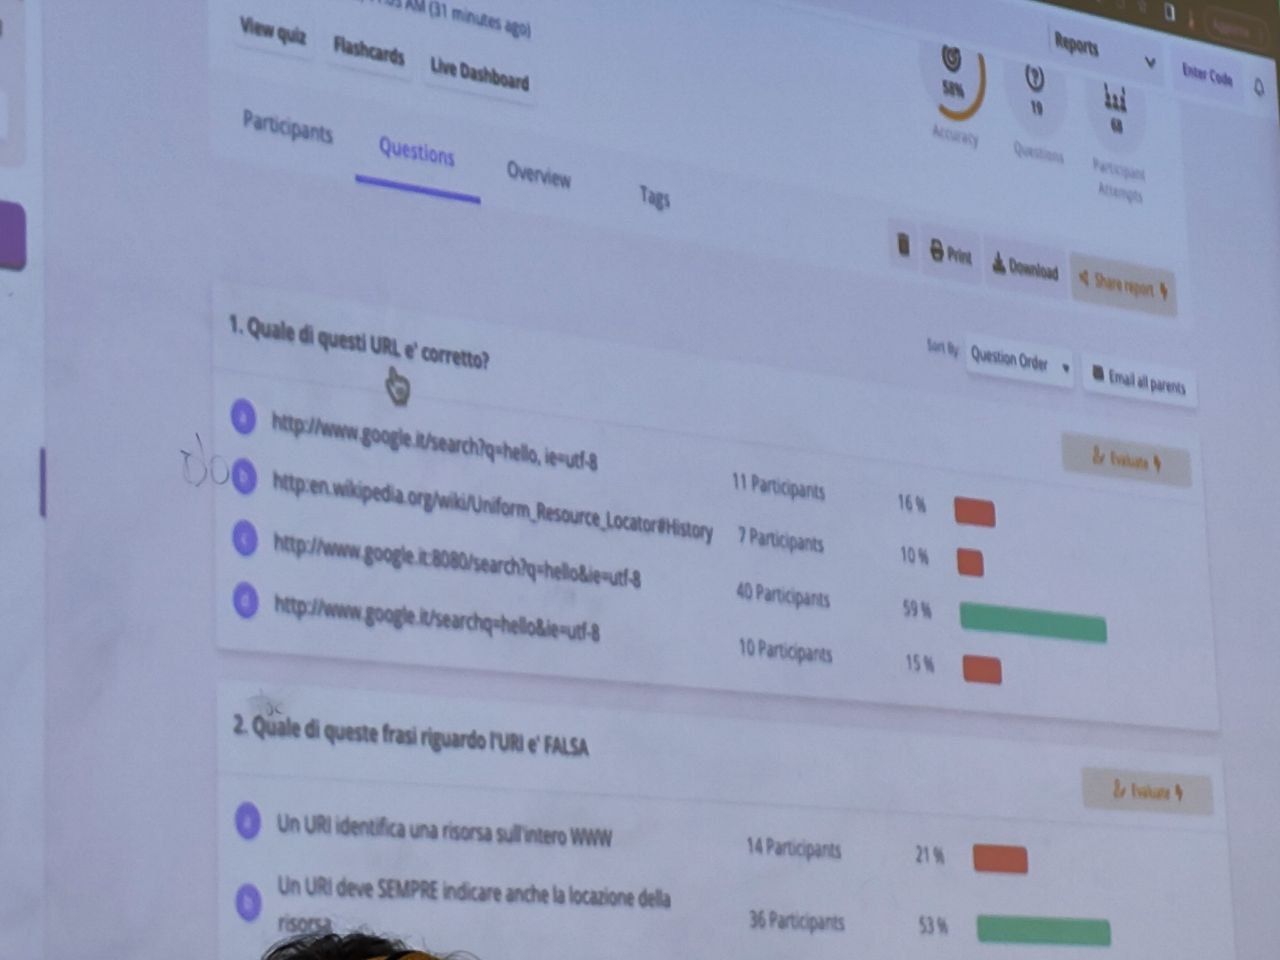 AM (31 minutes ago)
Reports
Enter Code
View quiz
Flashcards
Live Dashboard
58%
Accuracy
19
Questions
68
Participant
Attempts
Participants
Questions
Overview
Tags
Print
Download
Share report
Sort By
Question Order
Email all parents
1. Quale di questi URL e' corretto?
Evaluate
a http://www.google.it/search?q=hello, ie=utf-8 11 Participants 16 %
b http:en.wikipedia.org/wiki/Uniform_Resource_Locator#History 7 Participants 10 %
c http://www.google.it:8080/search?q=hello&ie=utf-8 40 Participants 59 %
d http://www.google.it/searchq=hello&ie=utf-8 10 Participants 15 %
2. Quale di queste frasi riguardo l'URI e' FALSA
Evaluate
a Un URI identifica una risorsa sull'intero WWW 14 Participants 21 %
b Un URI deve SEMPRE indicare anche la locazione della
risorsa 36 Participants 53 %